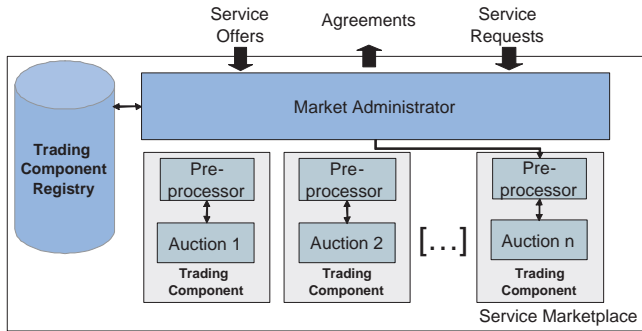 Service
Offers
Agreements
Service
Requests
Market Administrator
Trading
Component
Registry
Pre-
processor
Auction 1
Trading
Component
Pre-
processor
Auction 2
Trading
Component
[...]
Pre-
processor
Auction n
Trading
Component
Service Marketplace